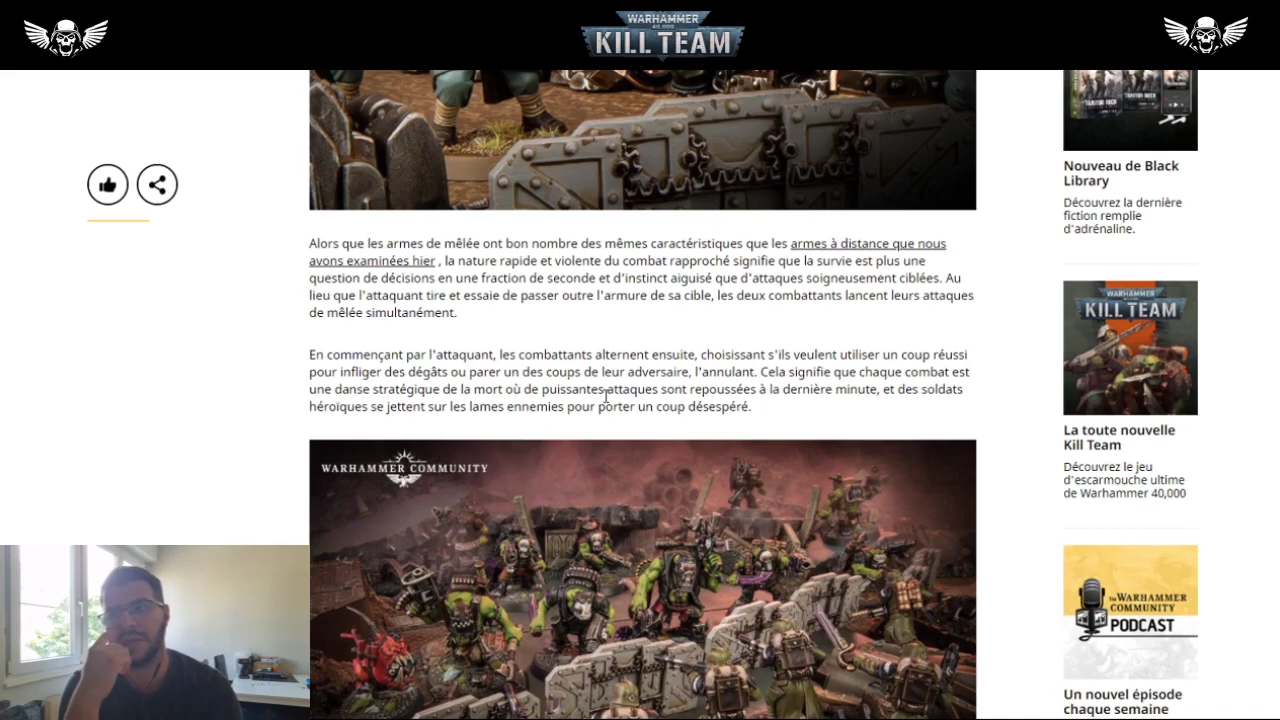 WARHAMMER
40,000
KILL TEAM
Alors que les armes de mêlée ont bon nombre des mêmes caractéristiques que les armes à distance que nous
avons examinées hier , la nature rapide et violente du combat rapproché signifie que la survie est plus une
question de décisions en une fraction de seconde et d'instinct aiguisé que d'attaques soigneusement ciblées. Au
lieu que l'attaquant tire et essaie de passer outre l'armure de sa cible, les deux combattants lancent leurs attaques
de mêlée simultanément.
En commençant par l'attaquant, les combattants alternent ensuite, choisissant s'ils veulent utiliser un coup réussi
pour infliger des dégâts ou parer un des coups de leur adversaire, l'annulant. Cela signifie que chaque combat est
une danse stratégique de la mort où de puissantes attaques sont repoussées à la dernière minute, et des soldats
héroïques se jettent sur les lames ennemies pour porter un coup désespéré.
WARHAMMER COMMUNITY
Nouveau de Black
Library
Découvrez la dernière
fiction remplie
d'adrénaline.
WARHAMMER
KILL TEAM
La toute nouvelle
Kill Team
Découvrez le jeu
d'escarmouche ultime
de Warhammer 40,000
THE WARHAMMER
COMMUNITY
PODCAST
Un nouvel épisode
chaque semaine